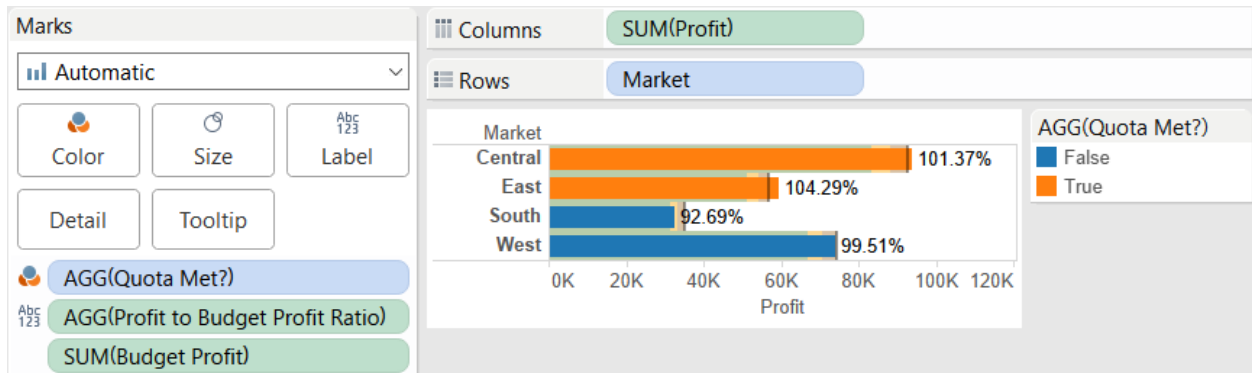 Marks
Automatic
Color
Size
Abc
123
Label
Detail
Tooltip
AGG(Quota Met?)
Abc
123
AGG(Profit to Budget Profit Ratio)
SUM(Budget Profit)
Columns
SUM(Profit)
Rows
Market
Market
Central
101.37%
East
104.29%
South
92.69%
West
99.51%
0K 20K 40K 60K 80K 100K 120K
Profit
AGG(Quota Met?)
False
True